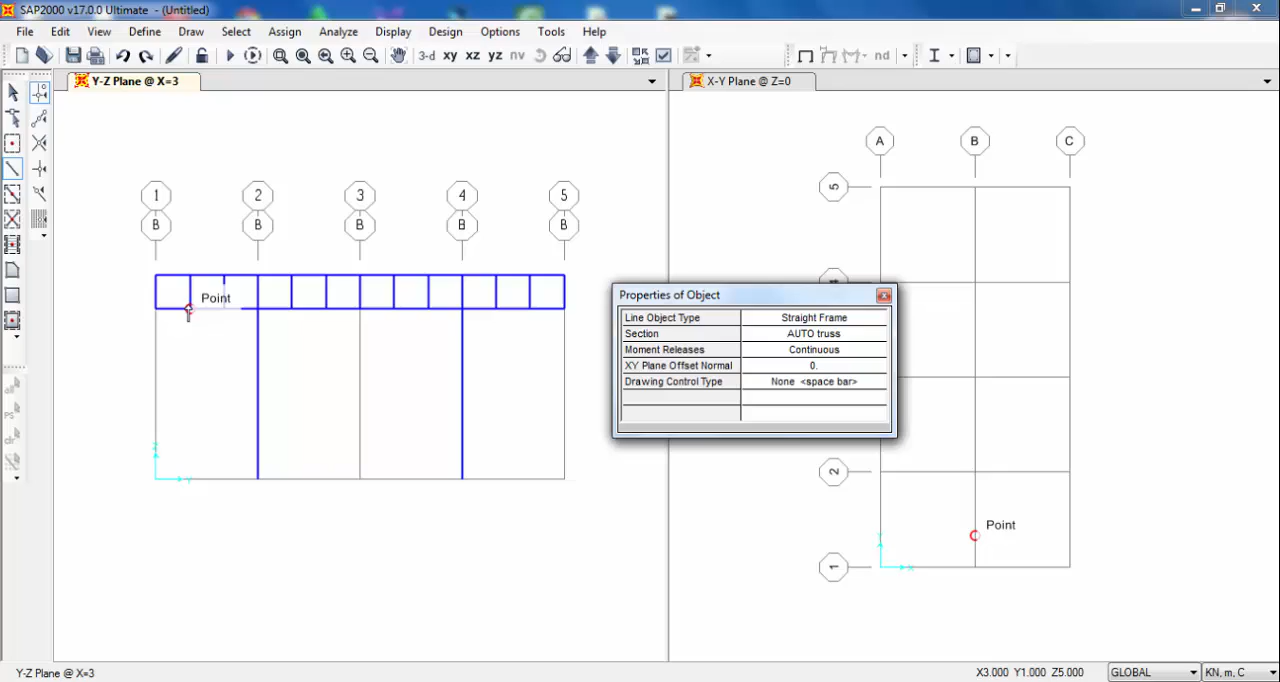 SAP2000 v17.0.0 Ultimate - (Untitled)
File Edit View Define Draw Select Assign Analyze Display Design Options Tools Help
3-d xy xz yz nv nd
Y-Z Plane @ X=3
X-Y Plane @ Z=0
A B C
5
1 2 3 4 5
B B B B B
Point
Properties of Object
Line Object Type Straight Frame
Section AUTO truss
Moment Releases Continuous
XY Plane Offset Normal 0.
Drawing Control Type None <space bar>
all
PS
clr
Z
Y
2
Point
Y
X
1
Y-Z Plane @ X=3
X3.000 Y1.000 Z5.000
GLOBAL
KN, m, C